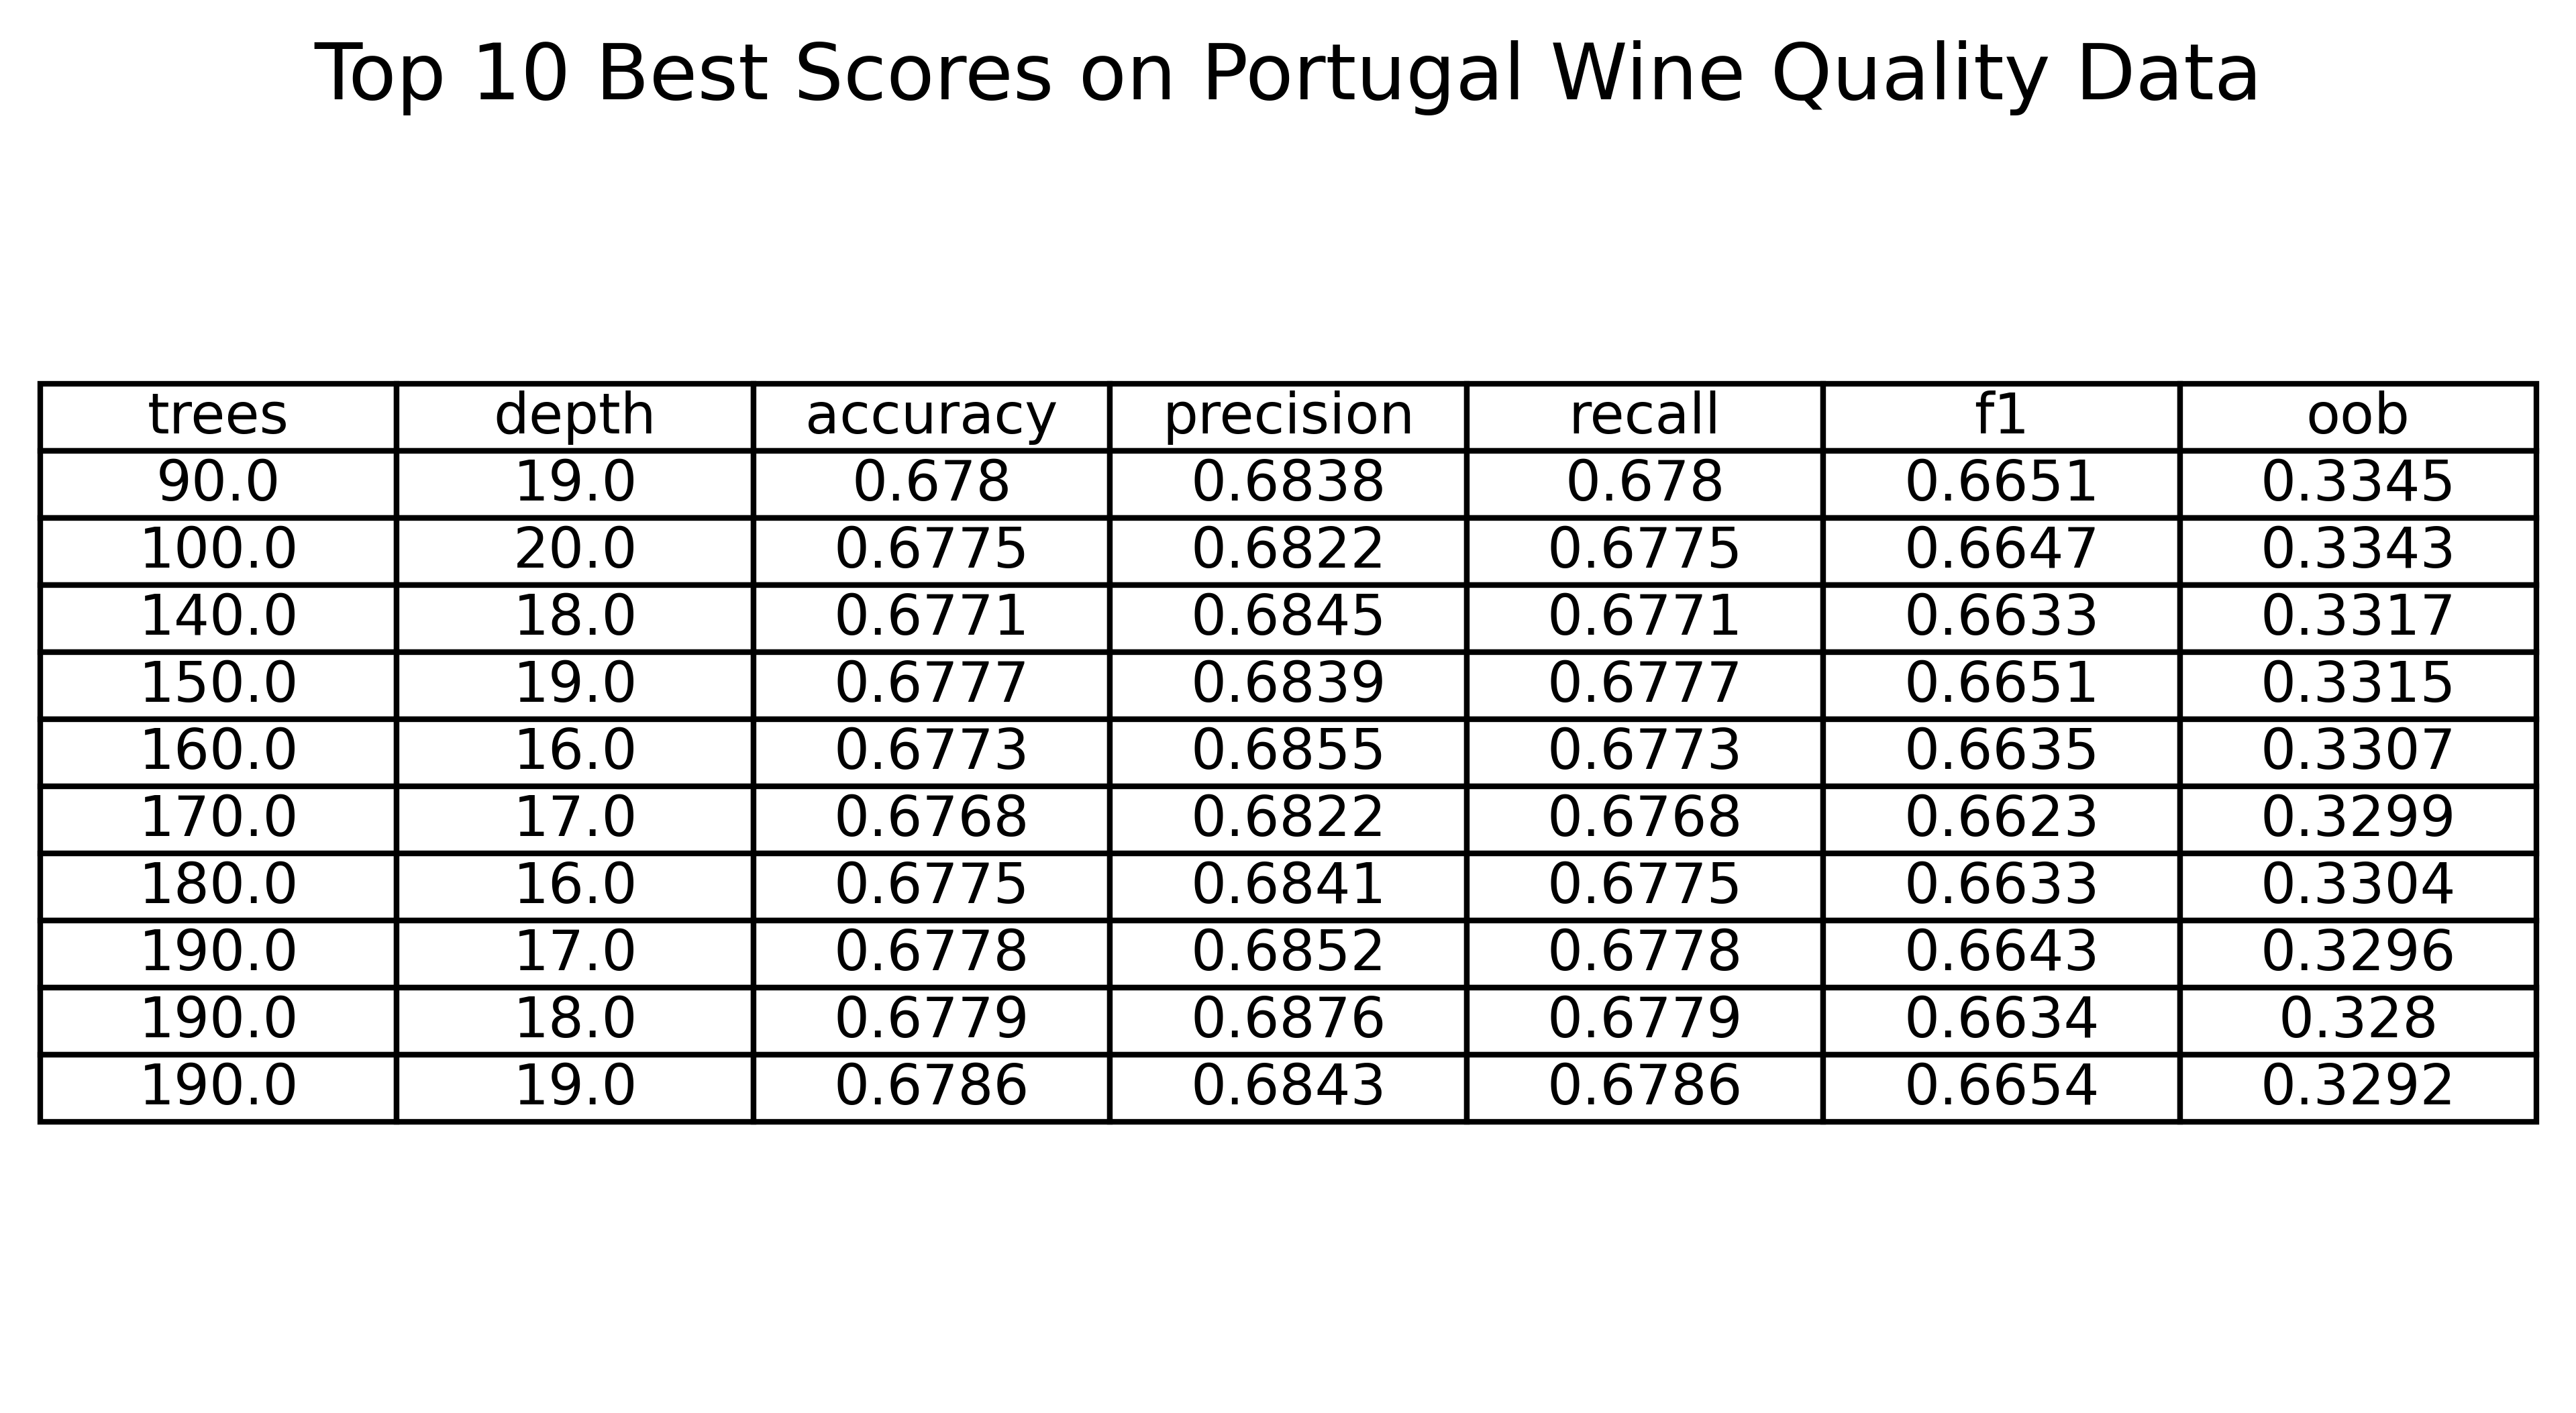 Top 10 Best Scores on Portugal Wine Quality Data
trees depth accuracy precision recall f1 oob
90.0 19.0 0.678 0.6838 0.678 0.6651 0.3345
100.0 20.0 0.6775 0.6822 0.6775 0.6647 0.3343
140.0 18.0 0.6771 0.6845 0.6771 0.6633 0.3317
150.0 19.0 0.6777 0.6839 0.6777 0.6651 0.3315
160.0 16.0 0.6773 0.6855 0.6773 0.6635 0.3307
170.0 17.0 0.6768 0.6822 0.6768 0.6623 0.3299
180.0 16.0 0.6775 0.6841 0.6775 0.6633 0.3304
190.0 17.0 0.6778 0.6852 0.6778 0.6643 0.3296
190.0 18.0 0.6779 0.6876 0.6779 0.6634 0.328
190.0 19.0 0.6786 0.6843 0.6786 0.6654 0.3292